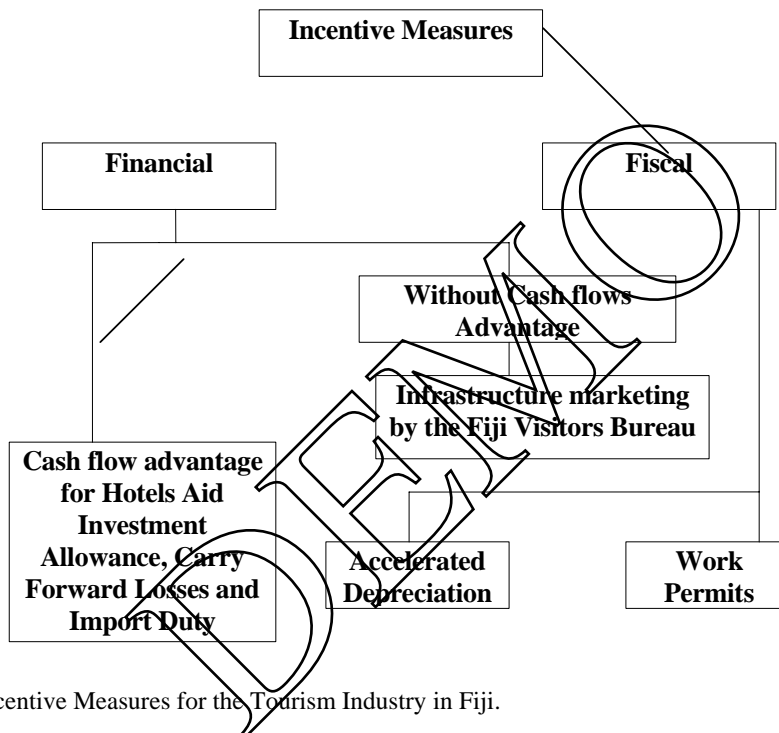 Incentive Measures
Financial
Fiscal
Without Cash flows
Advantage
Infrastructure marketing
by the Fiji Visitors Bureau
Cash flow advantage
for Hotels Aid
Investment
Allowance, Carry
Forward Losses and
Import Duty
Accelerated
Depreciation
Work
Permits
centive Measures for the Tourism Industry in Fiji.
DEMO